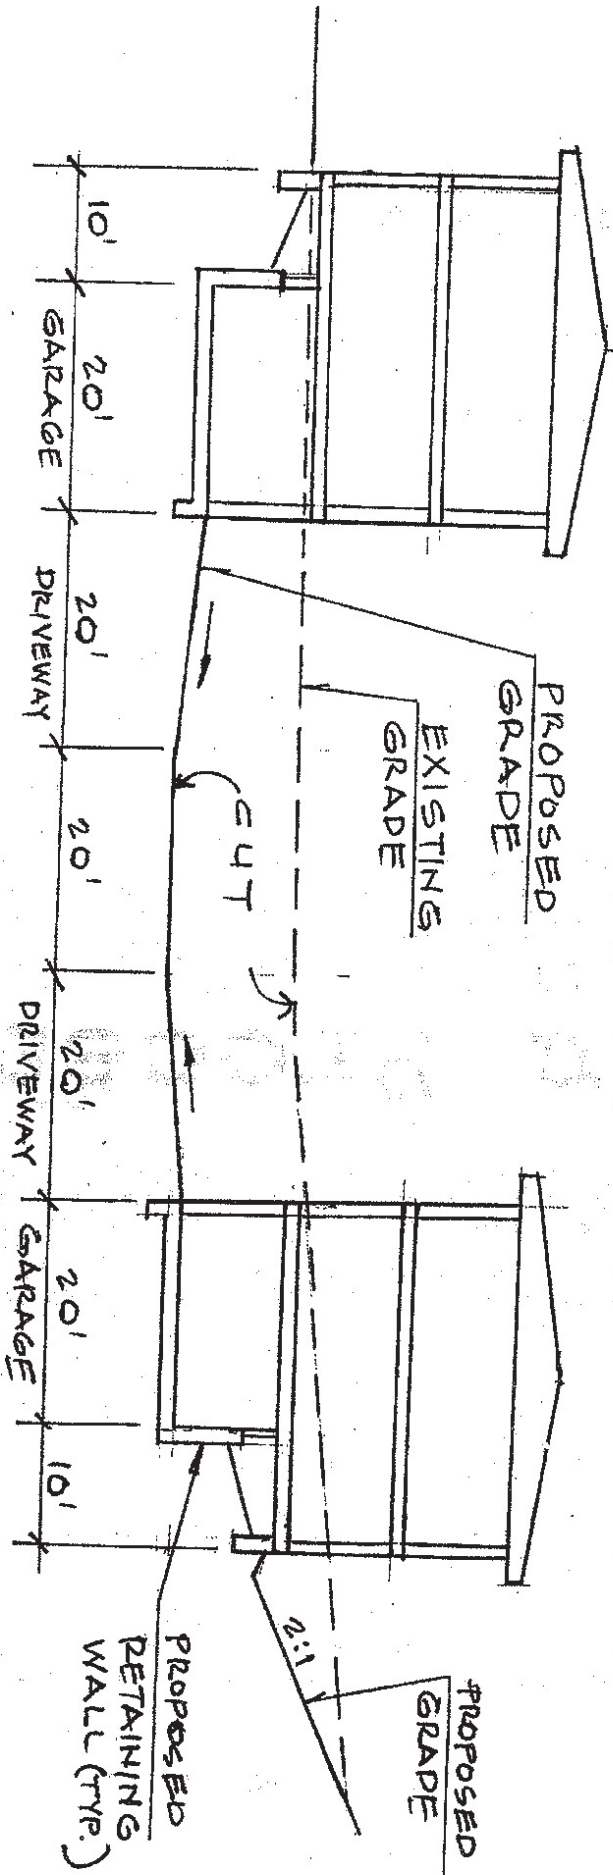 PROPOSED
GRADE
EXISTING
GRADE
CUT
PROPOSED
GRADE
2:1
PROPOSED
RETAINING
WALL (TYP.)
10'
20'
GARAGE
20'
DRIVEWAY
20'
20'
DRIVEWAY
20'
GARAGE
10'